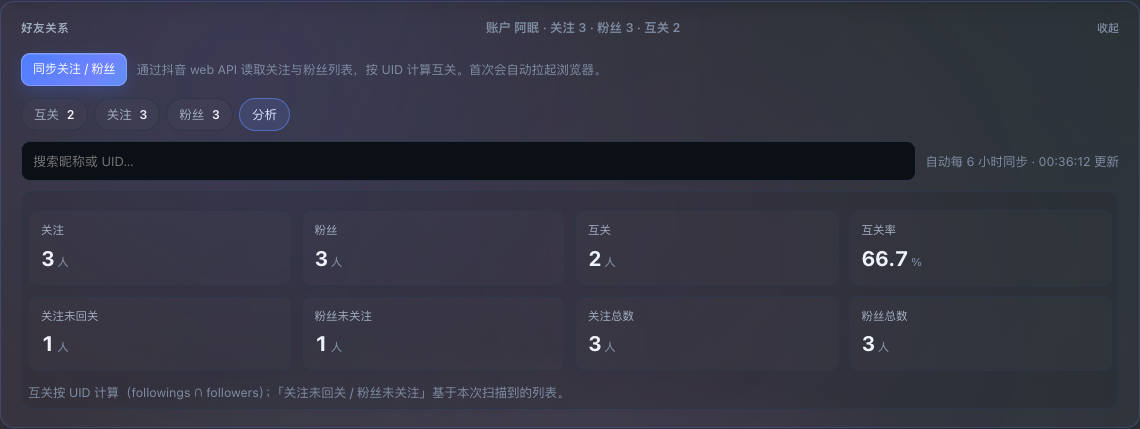 好友关系 账户 阿眠 · 关注 3 · 粉丝 3 · 互关 2 收起
同步关注 / 粉丝 通过抖音 web API 读取关注与粉丝列表，按 UID 计算互关。首次会自动拉起浏览器。
互关 2 关注 3 粉丝 3 分析
搜索昵称或 UID... 自动每 6 小时同步 · 00:36:12 更新
关注 粉丝 互关 互关率
3 人 3 人 2 人 66.7 %
关注未回关 粉丝未关注 关注总数 粉丝总数
1 人 1 人 3 人 3 人
互关按 UID 计算（followings ∩ followers）；「关注未回关 / 粉丝未关注」基于本次扫描到的列表。